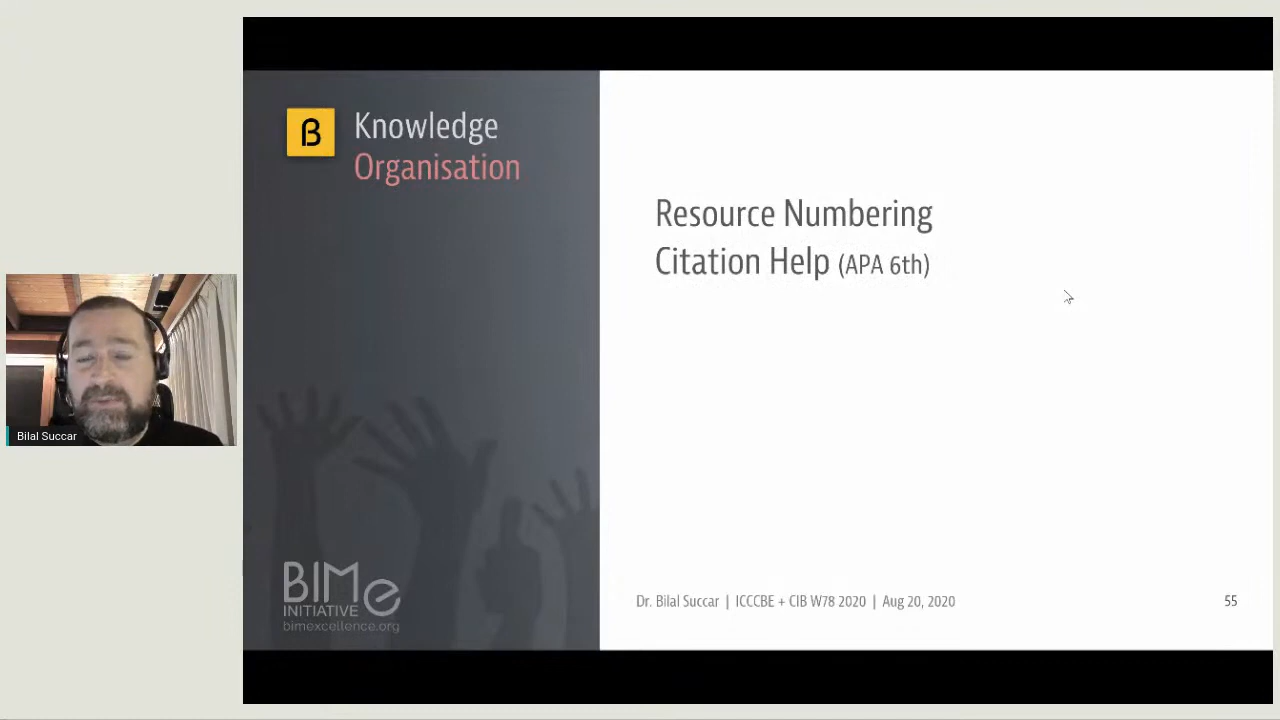 ß
Knowledge
Organisation
Resource Numbering
Citation Help (APA 6th)
Bilal Succar
BIMe
INITIATIVE
bimexcellence.org
Dr. Bilal Succar | ICCCBE + CIB W78 2020 | Aug 20, 2020
55